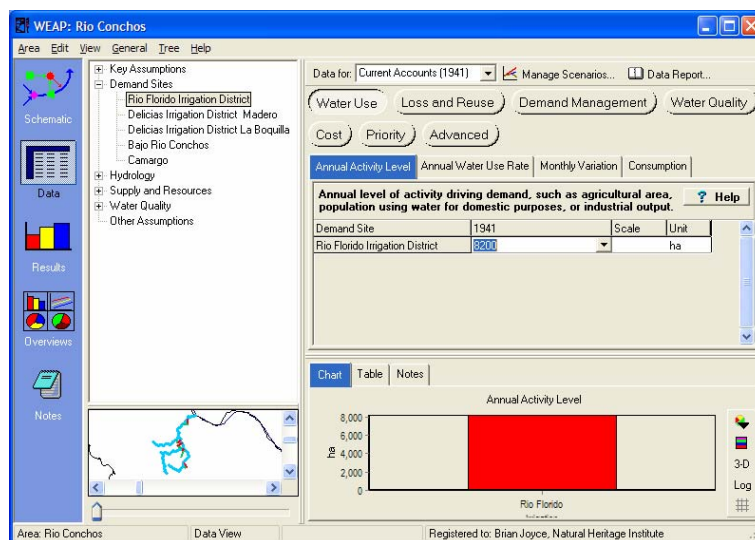 WEAP: Rio Conchos
Area Edit View General Tree Help
Schematic
Data
Results
Overviews
Notes
Key Assumptions
Demand Sites
Rio Florido Irrigation District
Delicias Irrigation District Madero
Delicias Irrigation District La Boquilla
Bajo Rio Conchos
Camargo
Hydrology
Supply and Resources
Water Quality
Other Assumptions
Data for: Current Accounts (1941) Manage Scenarios... Data Report...
Water Use Loss and Reuse Demand Management Water Quality
Cost Priority Advanced
Annual Activity Level Annual Water Use Rate Monthly Variation Consumption
Annual level of activity driving demand, such as agricultural area,
population using water for domestic purposes, or industrial output.
? Help
Demand Site 1941 Scale Unit
Rio Florido Irrigation District 8200 ha
Chart Table Notes
Annual Activity Level
8,000
6,000
4,000
2,000
0
ha
Rio Florido
3-D
Log
Area: Rio Conchos Data View Registered to: Brian Joyce, Natural Heritage Institute